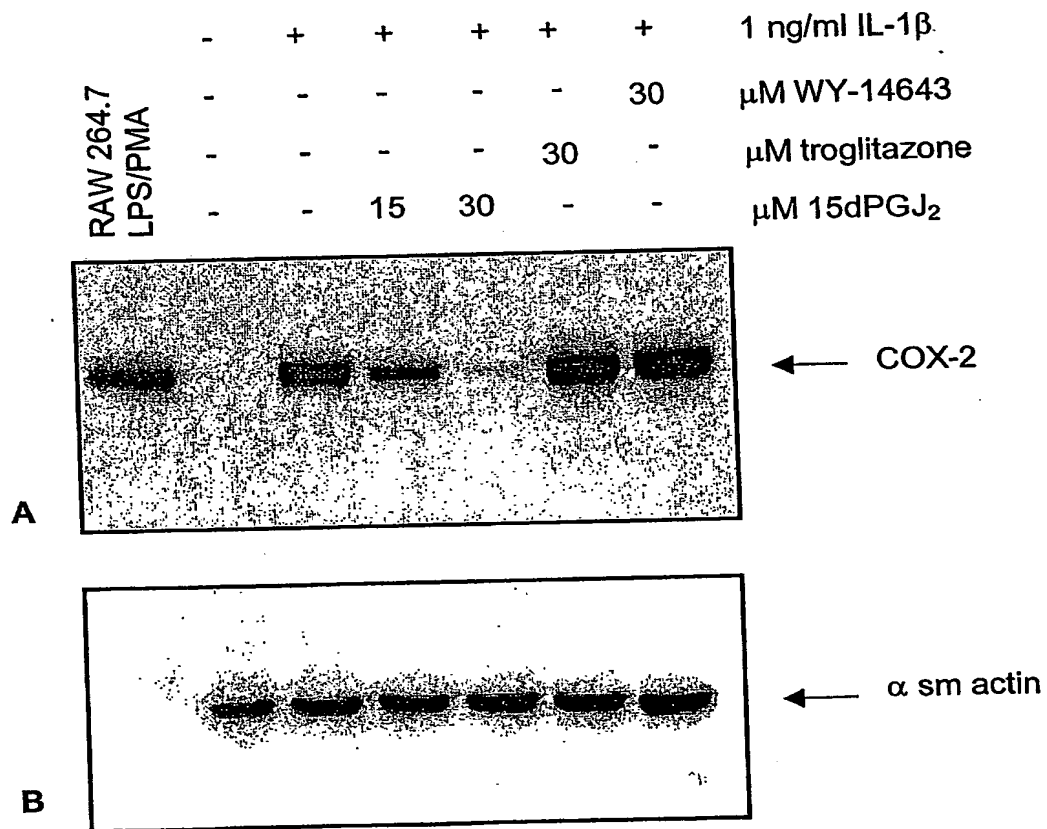 - + + + + + 1 ng/ml IL-1β
- - - - - 30 μM WY-14643
- - - - 30 - μM troglitazone
- - 15 30 - - μM 15dPGJ₂
RAW 264.7
LPS/PMA
COX-2
A
α sm actin
B